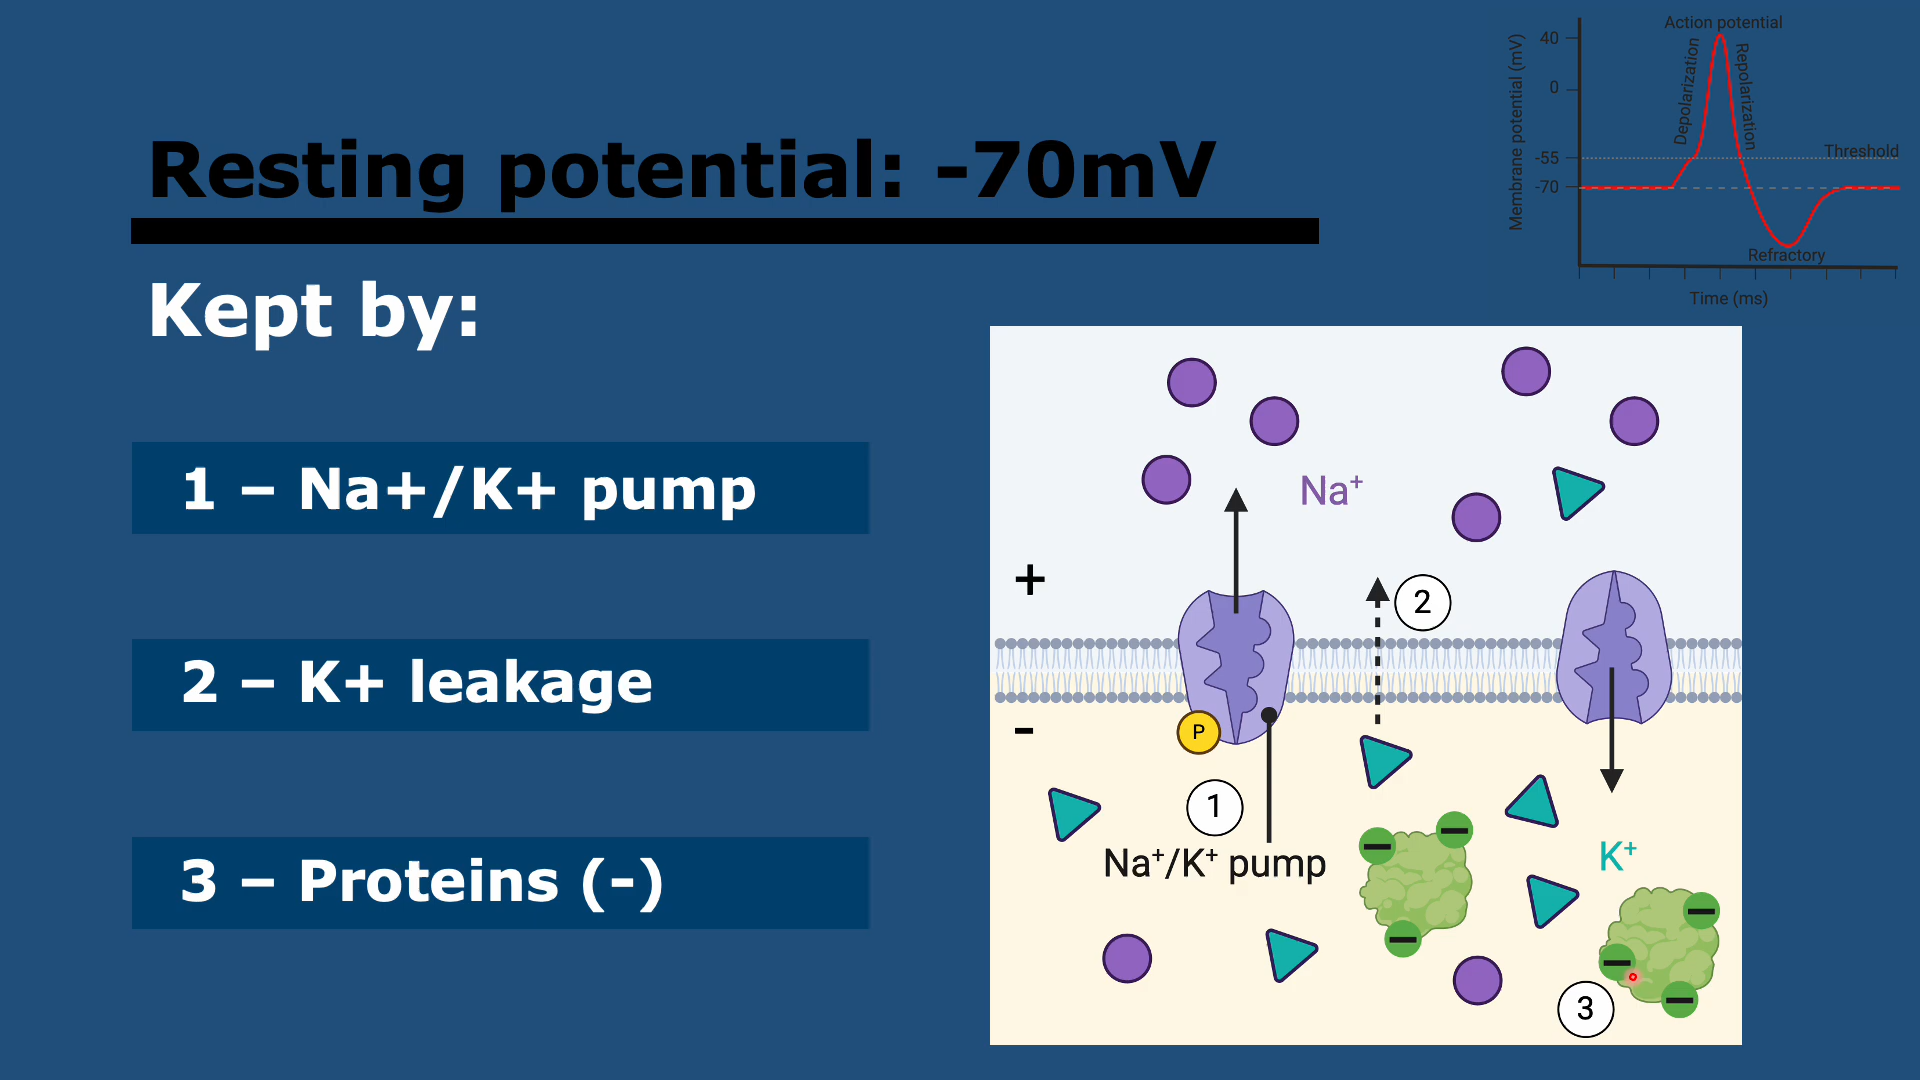 Resting potential: -70mV
Kept by:
1 – Na+/K+ pump
2 – K+ leakage
3 – Proteins (-)
Action potential
Membrane potential (mV)
40
0
-55
-70
Depolarization
Repolarization
Threshold
Refractory
Time (ms)
Na⁺
+
2
-
P
1
Na⁺/K⁺ pump
K⁺
3